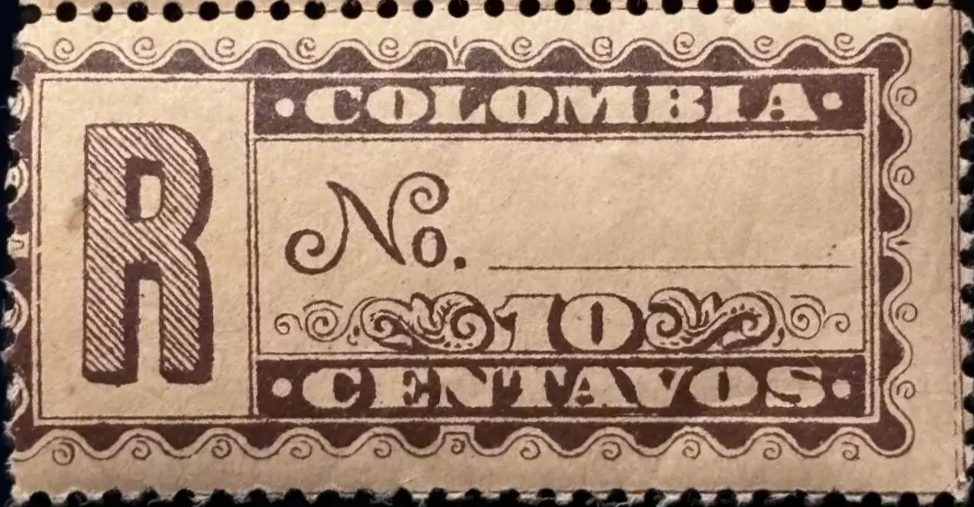 R
· COLOMBIA ·
No.
10
· CENTAVOS ·